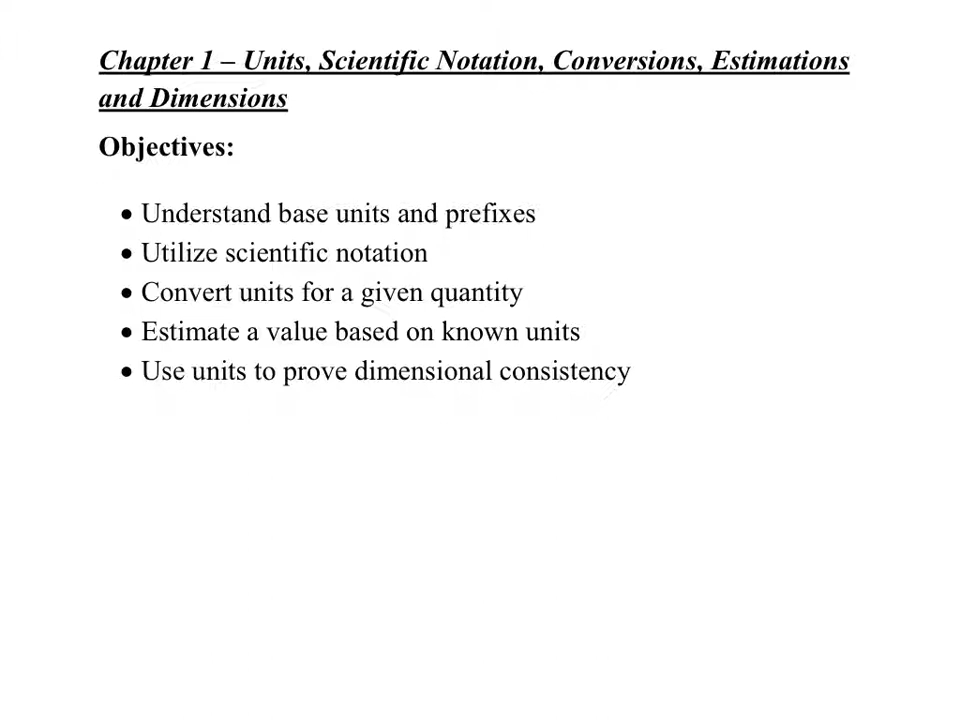 Chapter 1 – Units, Scientific Notation, Conversions, Estimations
and Dimensions
Objectives:
• Understand base units and prefixes
• Utilize scientific notation
• Convert units for a given quantity
• Estimate a value based on known units
• Use units to prove dimensional consistency